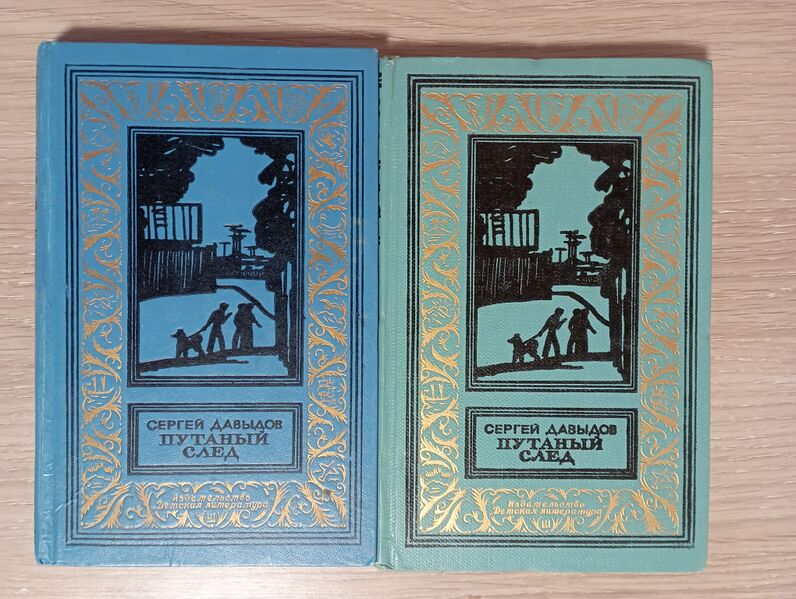 СЕРГЕЙ ДАВЫДОВ
ПУТАНЫЙ
СЛЕД
Издательство
Детская литература
СЕРГЕЙ ДАВЫДОВ
ПУТАНЫЙ
СЛЕД
Издательство
Детская литература